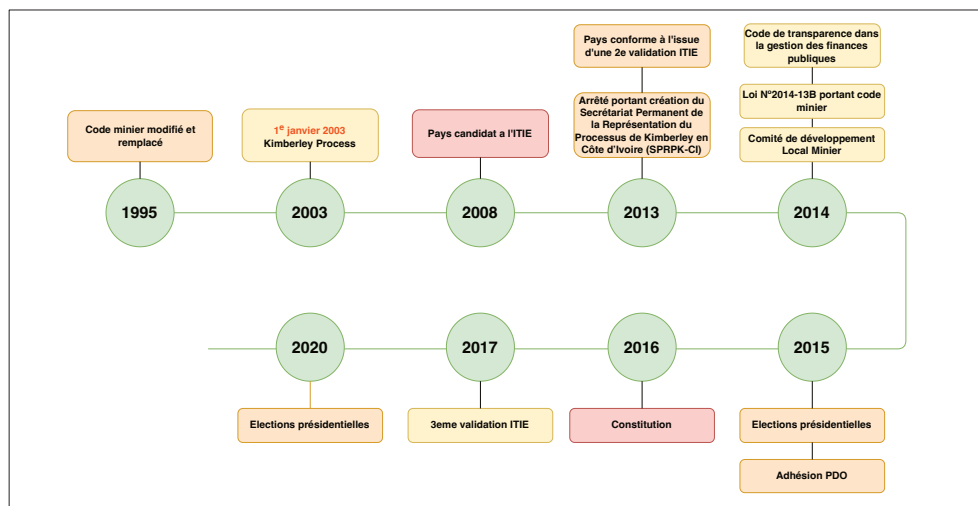 Code minier modifié et
remplacé
1e janvier 2003
Kimberley Process
Pays candidat a l'ITIE
Pays conforme à l'issue
d'une 2e validation ITIE
Arrêté portant création du
Secrétariat Permanent de
la Représentation du
Processus de Kimberley en
Côte d'Ivoire (SPRPK-CI)
Code de transparence dans
la gestion des finances
publiques
Loi N°2014-13B portant code
minier
Comité de développement
Local Minier
1995
2003
2008
2013
2014
2020
2017
2016
2015
Elections présidentielles
3eme validation ITIE
Constitution
Elections présidentielles
Adhésion PDO